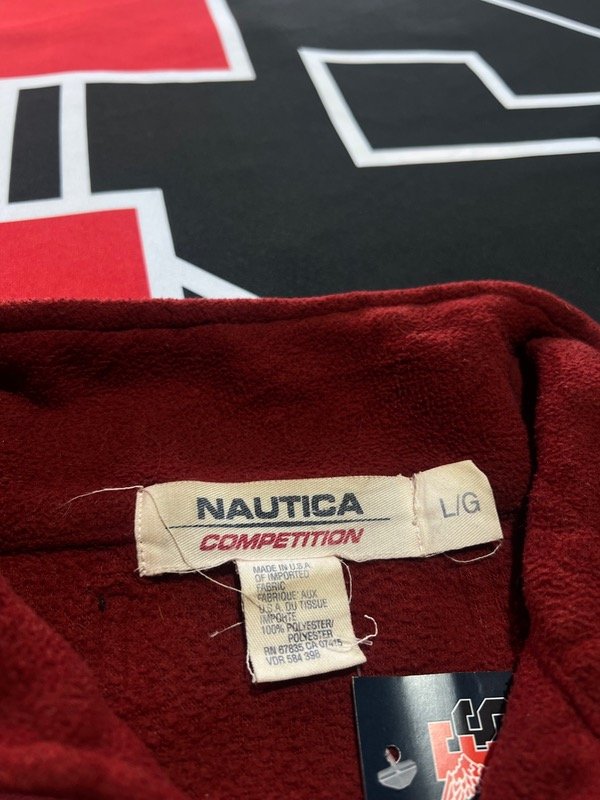 NAUTICA
COMPETITION
L/G
MADE IN U.S.A.
OF IMPORTED
FABRIC
FABRIQUE AUX
U.S.A. DU TISSUE
IMPORTE
100% POLYESTER/
POLYESTER
RN 67835 CA 07415
VDR 584 398